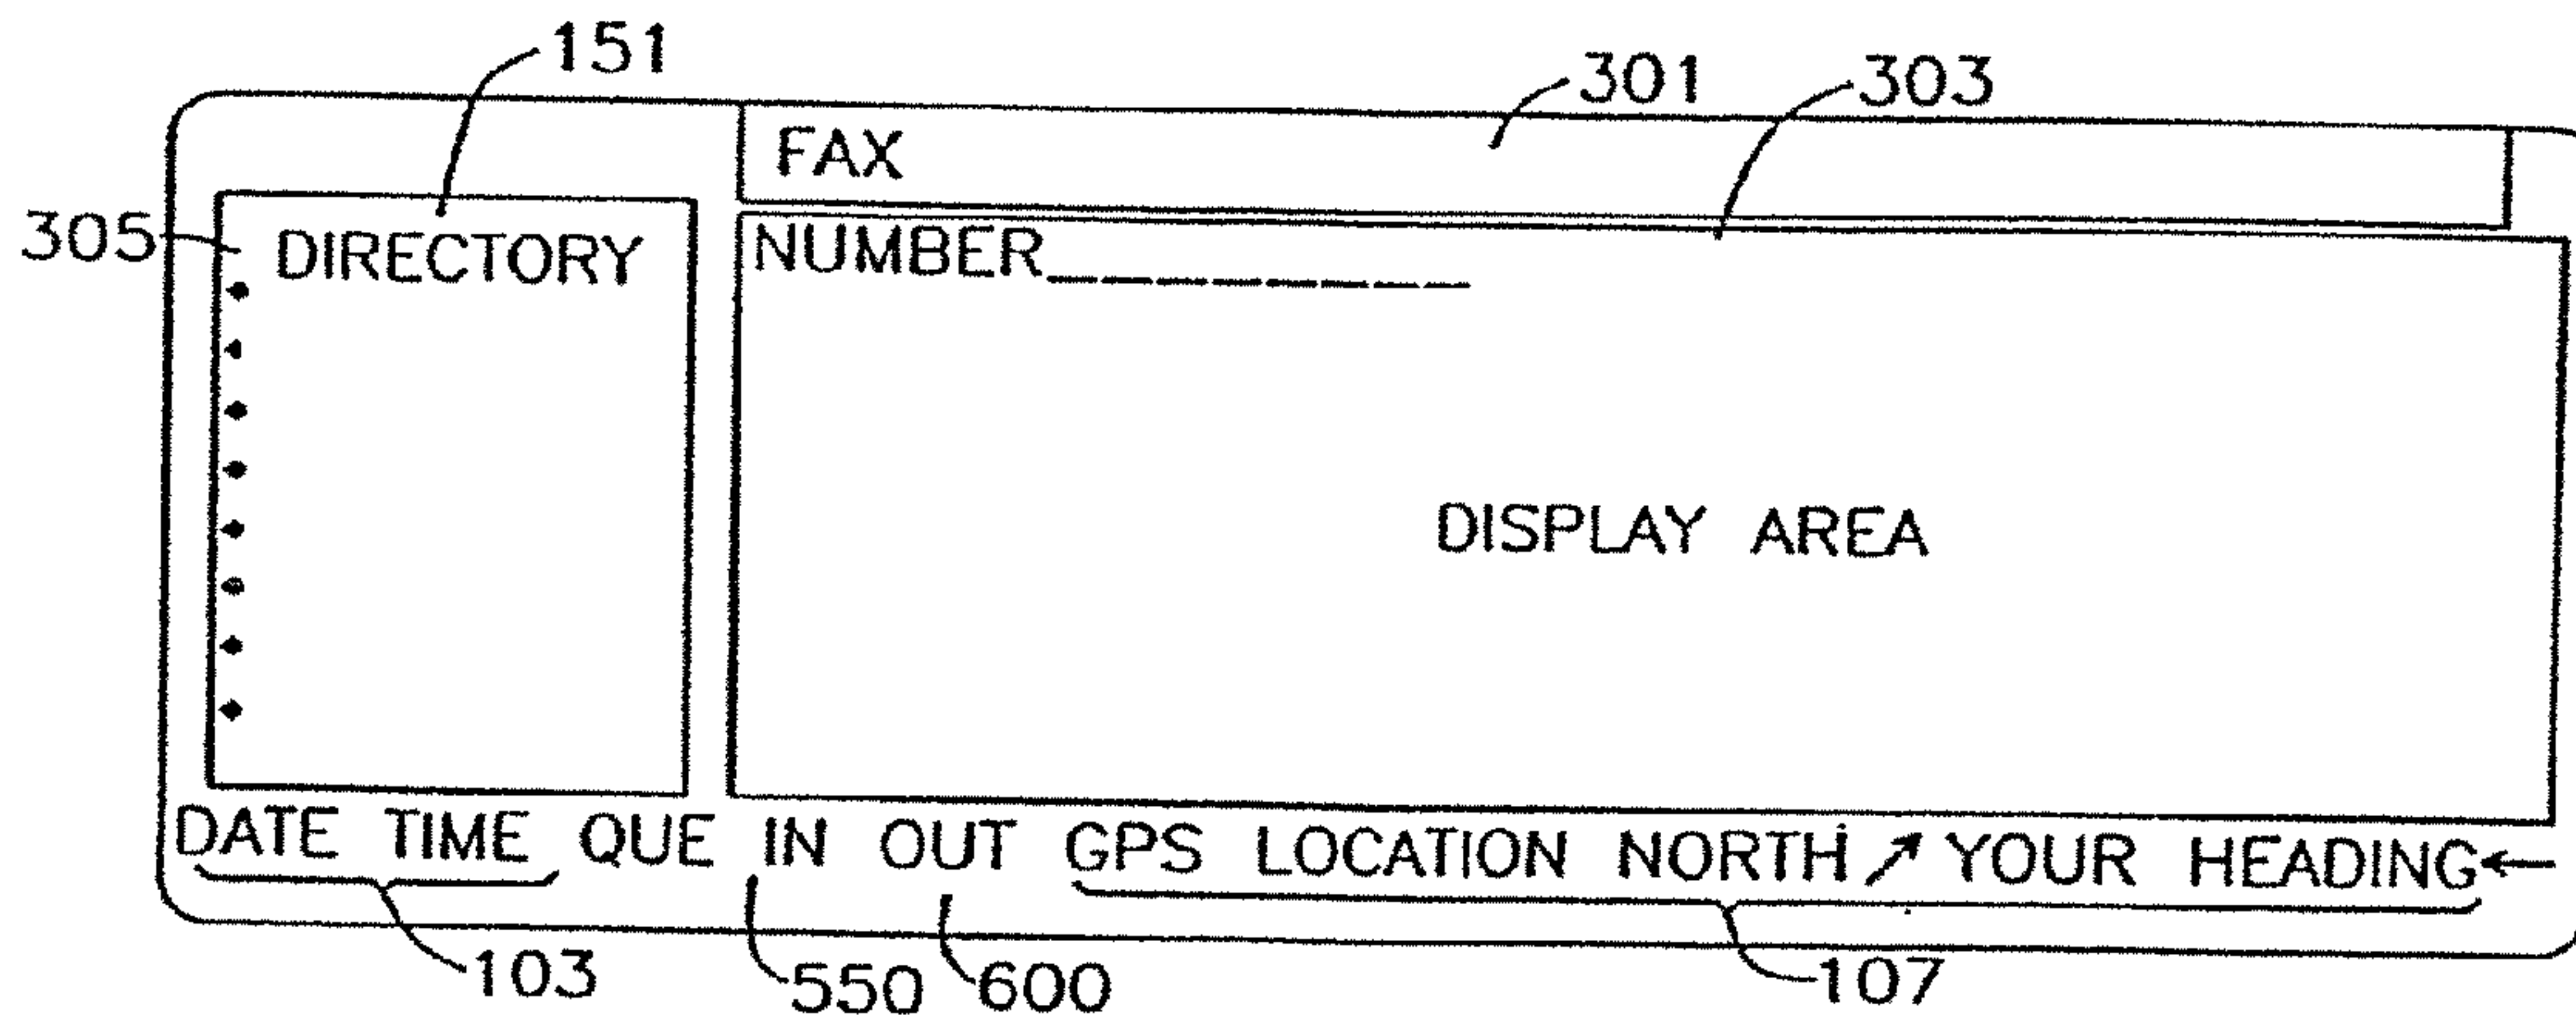 151
301
303
FAX
305
DIRECTORY
NUMBER__________
DISPLAY AREA
DATE TIME QUE IN OUT GPS LOCATION NORTH↗ YOUR HEADING←
103
550
600
107